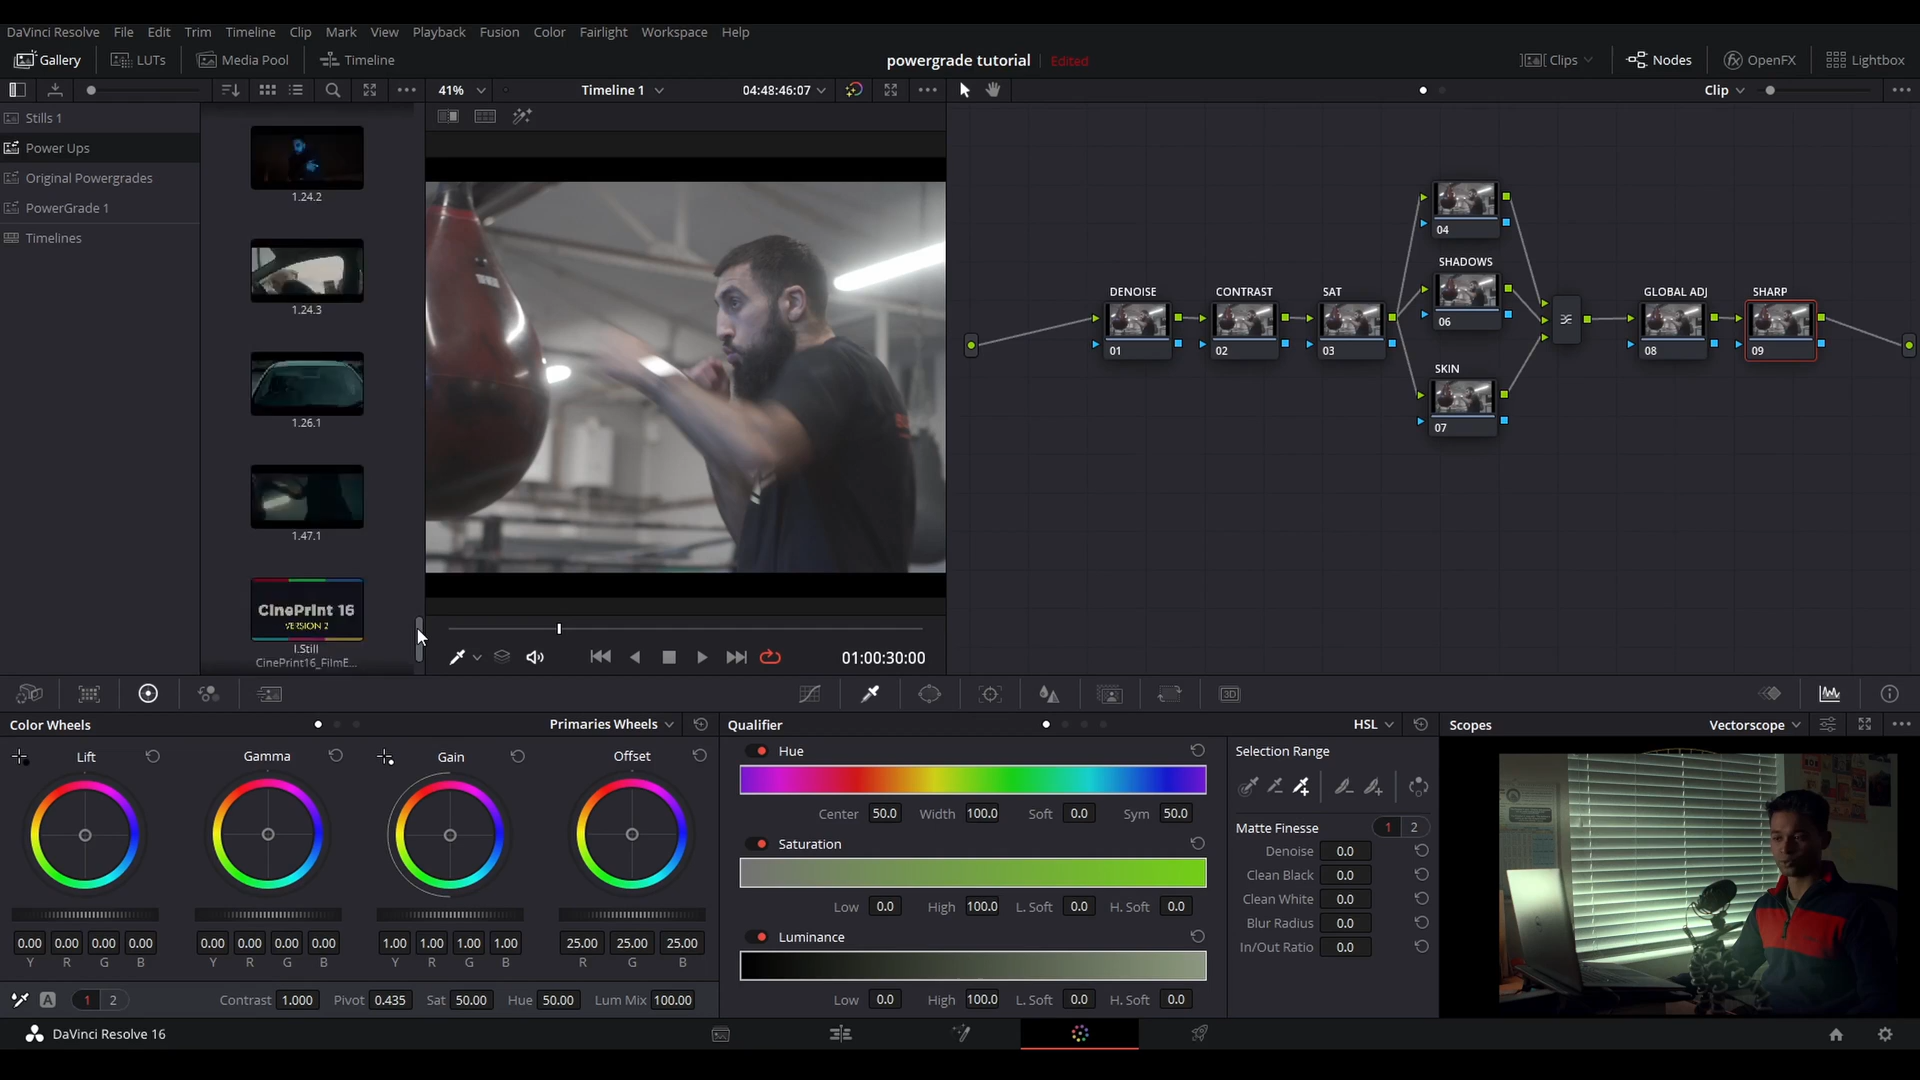 DaVinci Resolve File Edit Trim Timeline Clip Mark View Playback Fusion Color Fairlight Workspace Help
Gallery LUTs Media Pool Timeline powergrade tutorial Edited Clips Nodes OpenFX Lightbox
41% Timeline 1 04:48:46:07 Clip
Stills 1
Power Ups
Original Powergrades
PowerGrade 1
Timelines
1.24.2
1.24.3
1.26.1
1.47.1
CinePrint 16
VERSION 2
I.Still
CinePrint16_FilmE...
01:00:30:00
04
SHADOWS
06
DENOISE CONTRAST SAT GLOBAL ADJ SHARP
01 02 03 08 09
SKIN
07
Color Wheels Primaries Wheels
Lift Gamma Gain Offset
0.00 0.00 0.00 0.00 0.00 0.00 0.00 0.00 1.00 1.00 1.00 1.00 25.00 25.00 25.00
Y R G B Y R G B Y R G B R G B
A 1 2 Contrast 1.000 Pivot 0.435 Sat 50.00 Hue 50.00 Lum Mix 100.00
3D
Qualifier HSL
Hue
Center 50.0 Width 100.0 Soft 0.0 Sym 50.0
Saturation
Low 0.0 High 100.0 L. Soft 0.0 H. Soft 0.0
Luminance
Low 0.0 High 100.0 L. Soft 0.0 H. Soft 0.0
Selection Range
Matte Finesse 1 2
Denoise 0.0
Clean Black 0.0
Clean White 0.0
Blur Radius 0.0
In/Out Ratio 0.0
Scopes Vectorscope
DaVinci Resolve 16